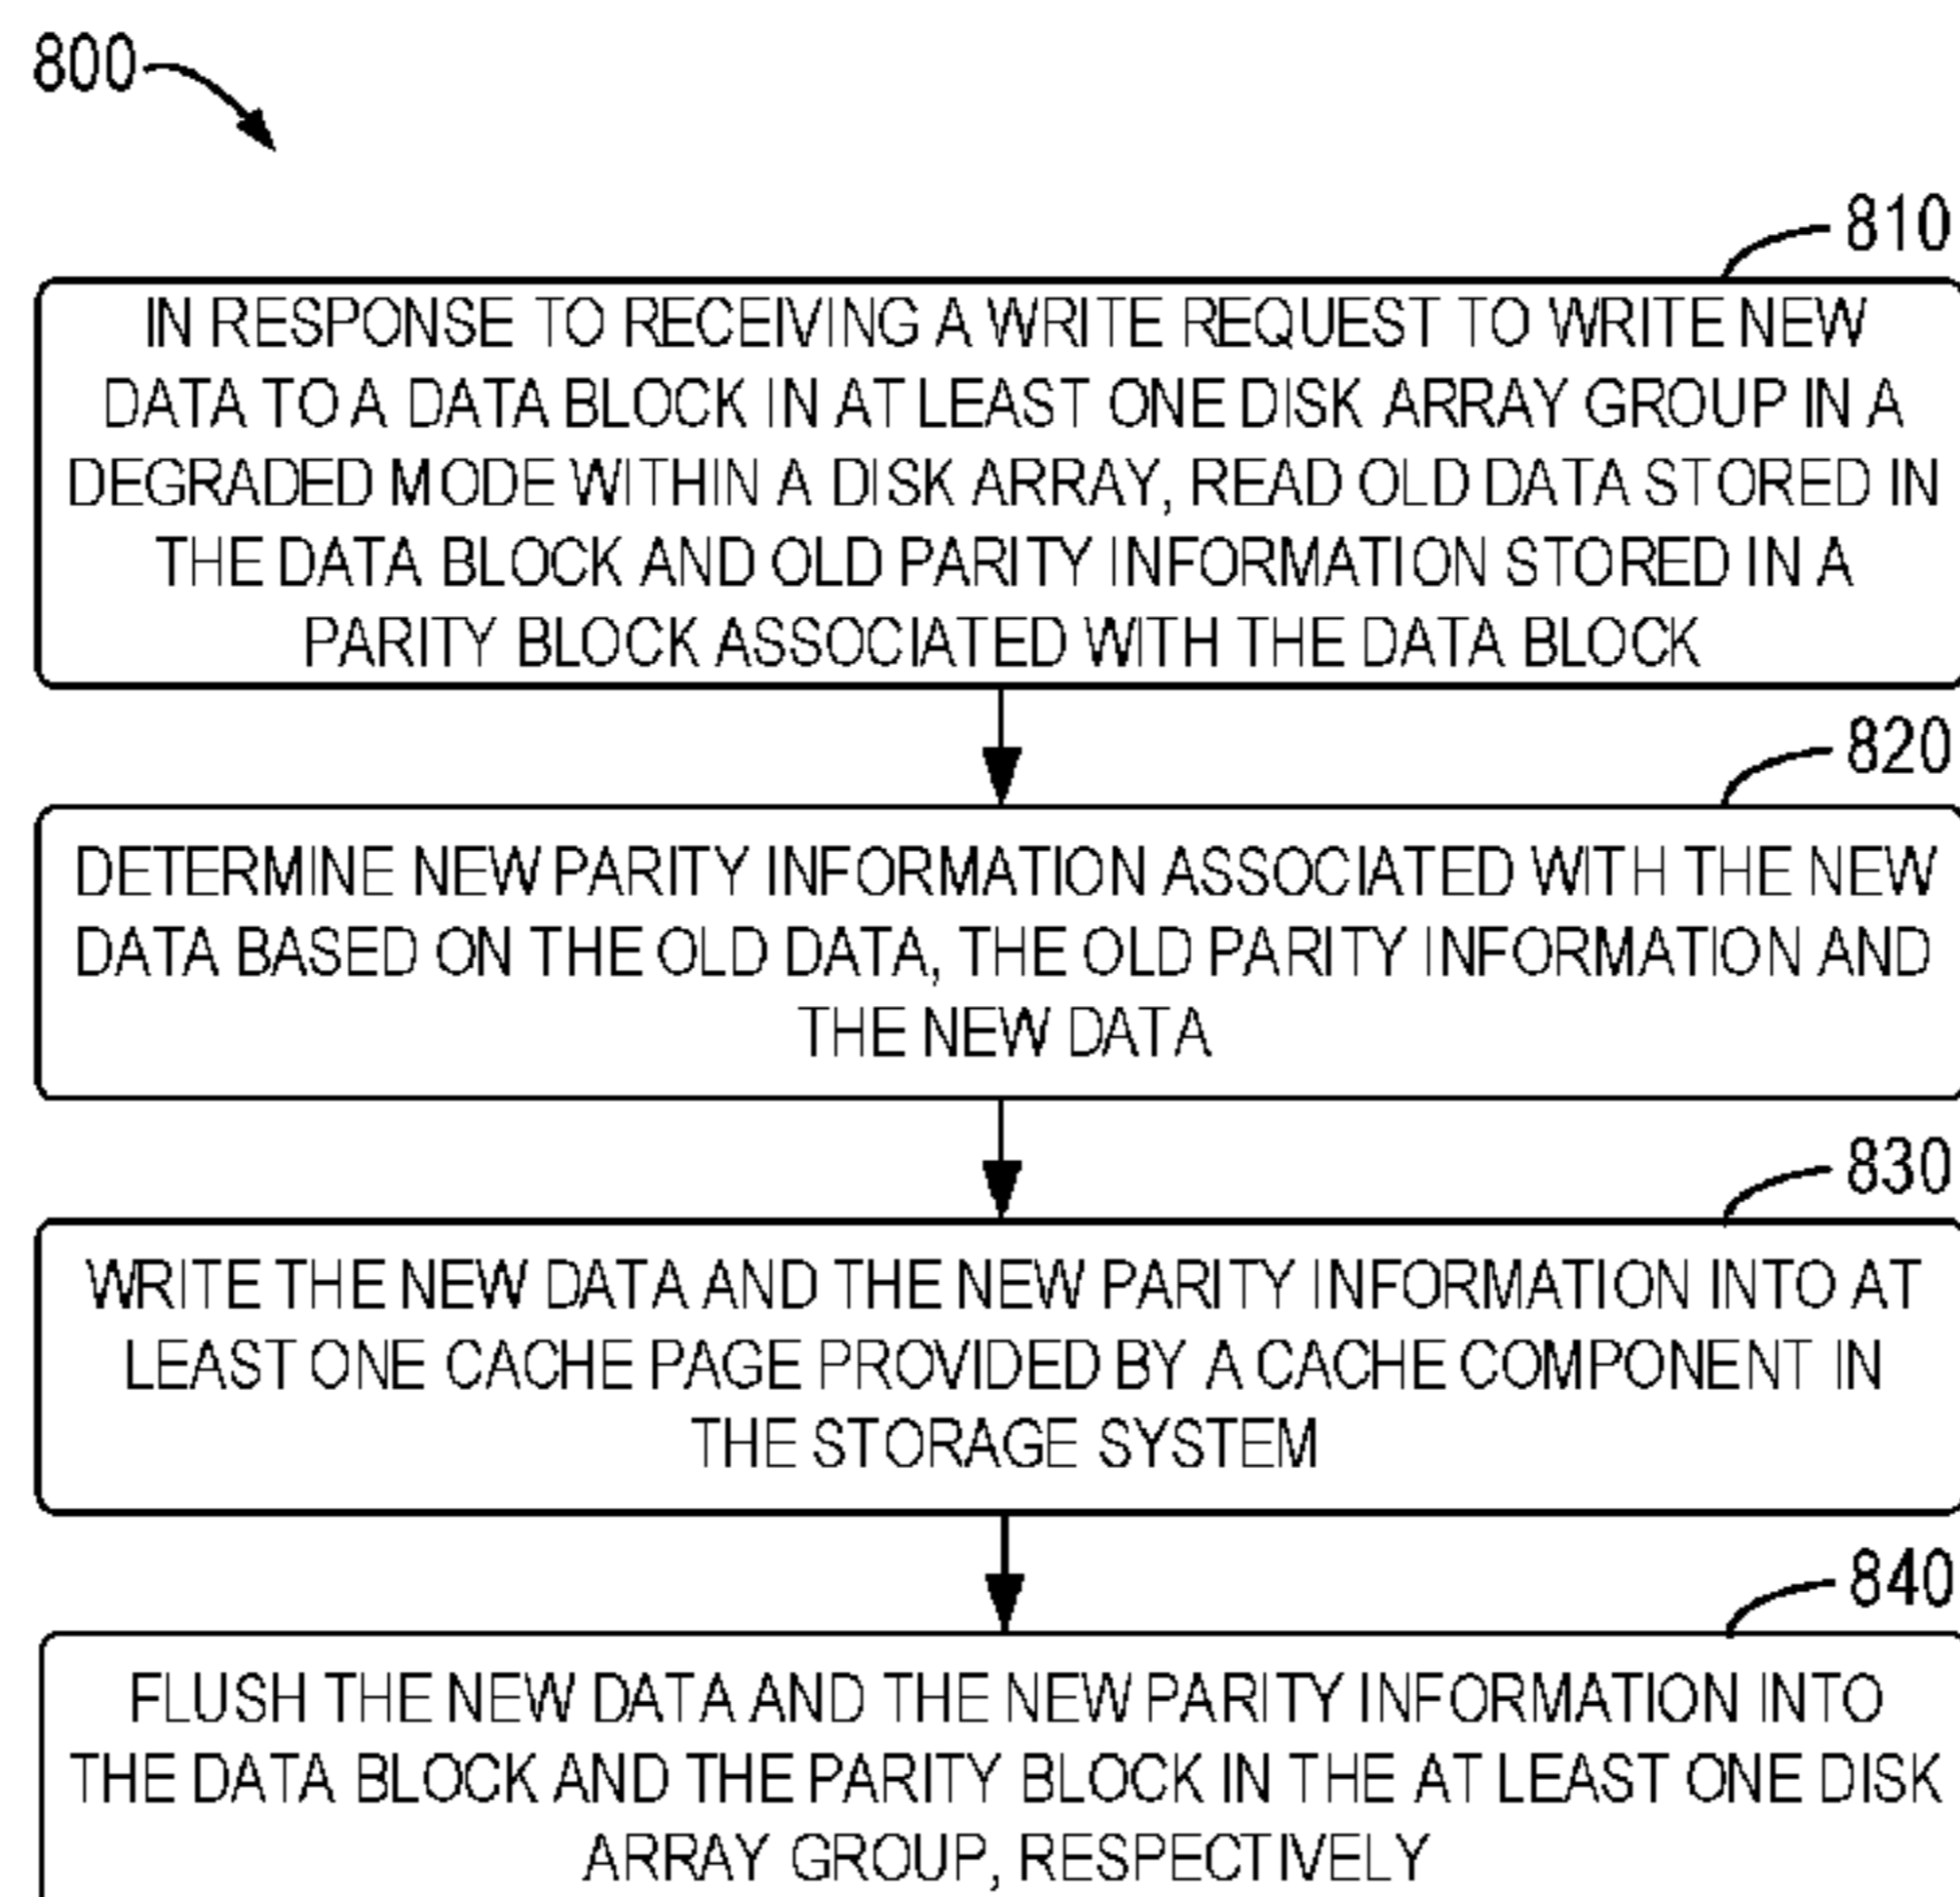 800
810
IN RESPONSE TO RECEIVING A WRITE REQUEST TO WRITE NEW
DATA TO A DATA BLOCK IN AT LEAST ONE DISK ARRAY GROUP IN A
DEGRADED MODE WITHIN A DISK ARRAY, READ OLD DATA STORED IN
THE DATA BLOCK AND OLD PARITY INFORMATION STORED IN A
PARITY BLOCK ASSOCIATED WITH THE DATA BLOCK
820
DETERMINE NEW PARITY INFORMATION ASSOCIATED WITH THE NEW
DATA BASED ON THE OLD DATA, THE OLD PARITY INFORMATION AND
THE NEW DATA
830
WRITE THE NEW DATA AND THE NEW PARITY INFORMATION INTO AT
LEAST ONE CACHE PAGE PROVIDED BY A CACHE COMPONENT IN
THE STORAGE SYSTEM
840
FLUSH THE NEW DATA AND THE NEW PARITY INFORMATION INTO
THE DATA BLOCK AND THE PARITY BLOCK IN THE AT LEAST ONE DISK
ARRAY GROUP, RESPECTIVELY